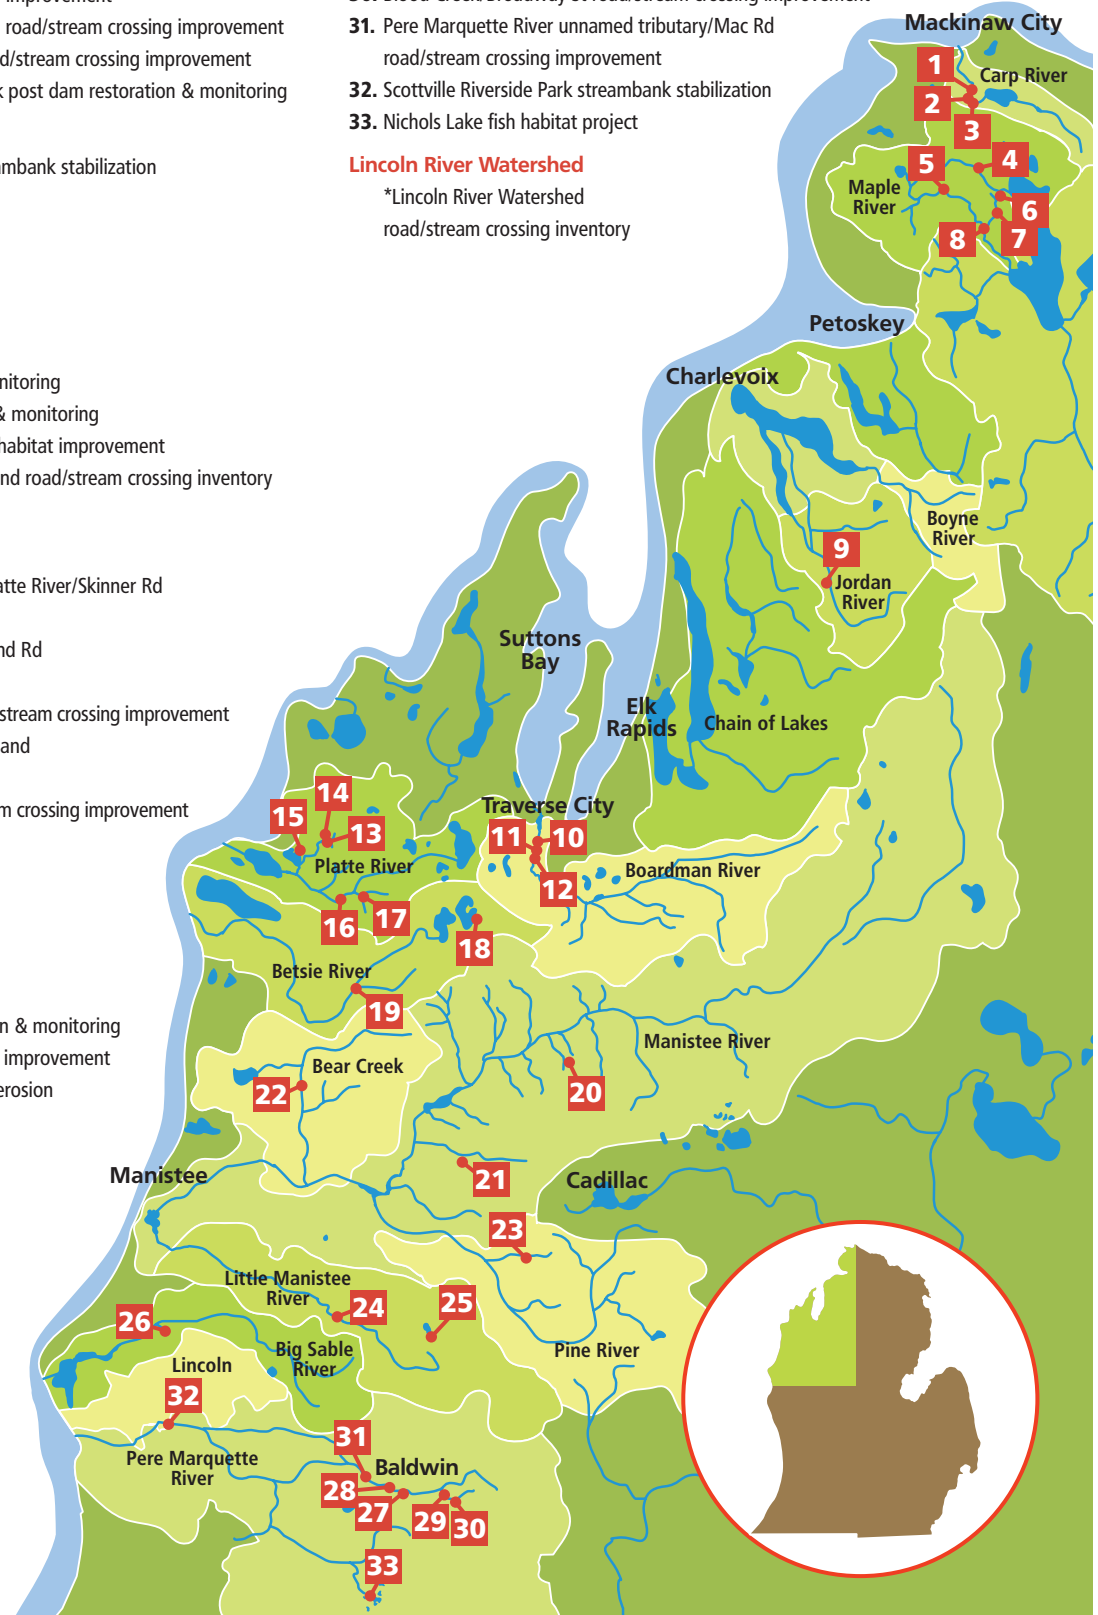 improvement
road/stream crossing improvement
d/stream crossing improvement
k post dam restoration & monitoring
mbank stabilization
nitoring
& monitoring
habitat improvement
nd road/stream crossing inventory
atte River/Skinner Rd
nd Rd
stream crossing improvement
and
m crossing improvement
n & monitoring
improvement
erosion
31. Pere Marquette River unnamed tributary/Mac Rd
road/stream crossing improvement
32. Scottville Riverside Park streambank stabilization
33. Nichols Lake fish habitat project
Lincoln River Watershed
*Lincoln River Watershed
road/stream crossing inventory
Mackinaw City
1
Carp River
2
3
5
4
Maple
River
6
8
7
Petoskey
Charlevoix
Boyne
River
9
Jordan
River
Suttons
Bay
Elk
Rapids
Chain of Lakes
14
15
13
Traverse City
11
10
Platte River
Boardman River
12
16
17
18
Betsie River
19
Manistee River
Bear Creek
22
20
Manistee
21
Cadillac
23
Little Manistee
River
24
25
26
Big Sable
River
Pine River
Lincoln
32
31
Pere Marquette
River
Baldwin
28
27
29
30
33